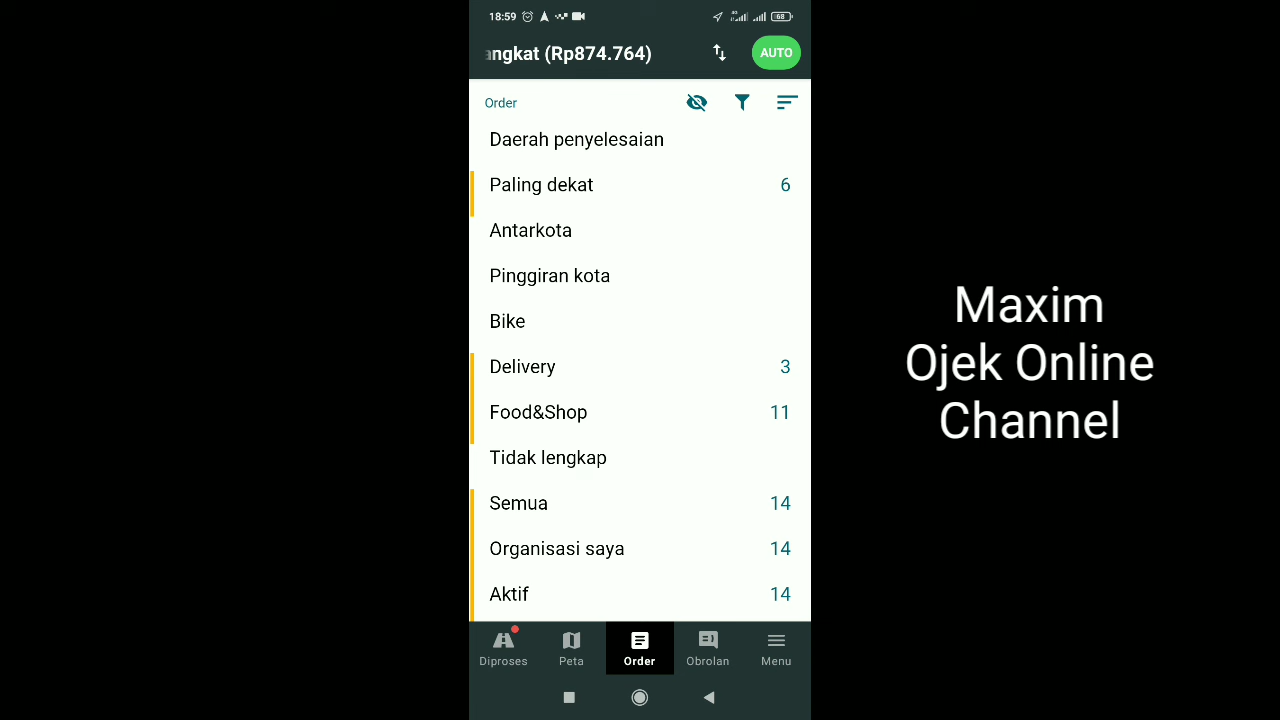 18:59
68
angkat (Rp874.764)
AUTO
Order
Daerah penyelesaian
Paling dekat 6
Antarkota
Pinggiran kota
Bike
Delivery 3
Food&Shop 11
Tidak lengkap
Semua 14
Organisasi saya 14
Aktif 14
Diproses Peta Order Obrolan Menu
Maxim
Ojek Online
Channel